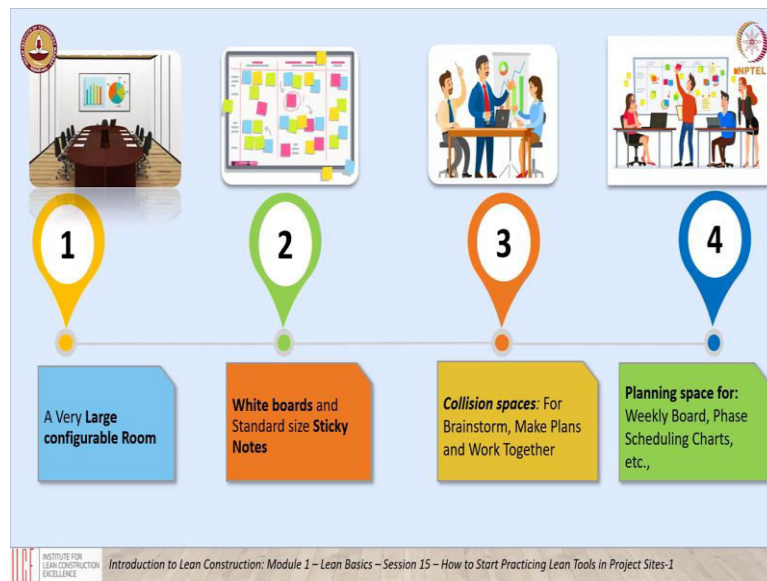 NPTEL
1
2
3
4
A Very Large
configurable Room
White boards and
Standard size Sticky
Notes
Collision spaces: For
Brainstorm, Make Plans
and Work Together
Planning space for:
Weekly Board, Phase
Scheduling Charts,
etc.,
INSTITUTE FOR
LEAN CONSTRUCTION
EXCELLENCE
Introduction to Lean Construction: Module 1 – Lean Basics – Session 15 – How to Start Practicing Lean Tools in Project Sites-1